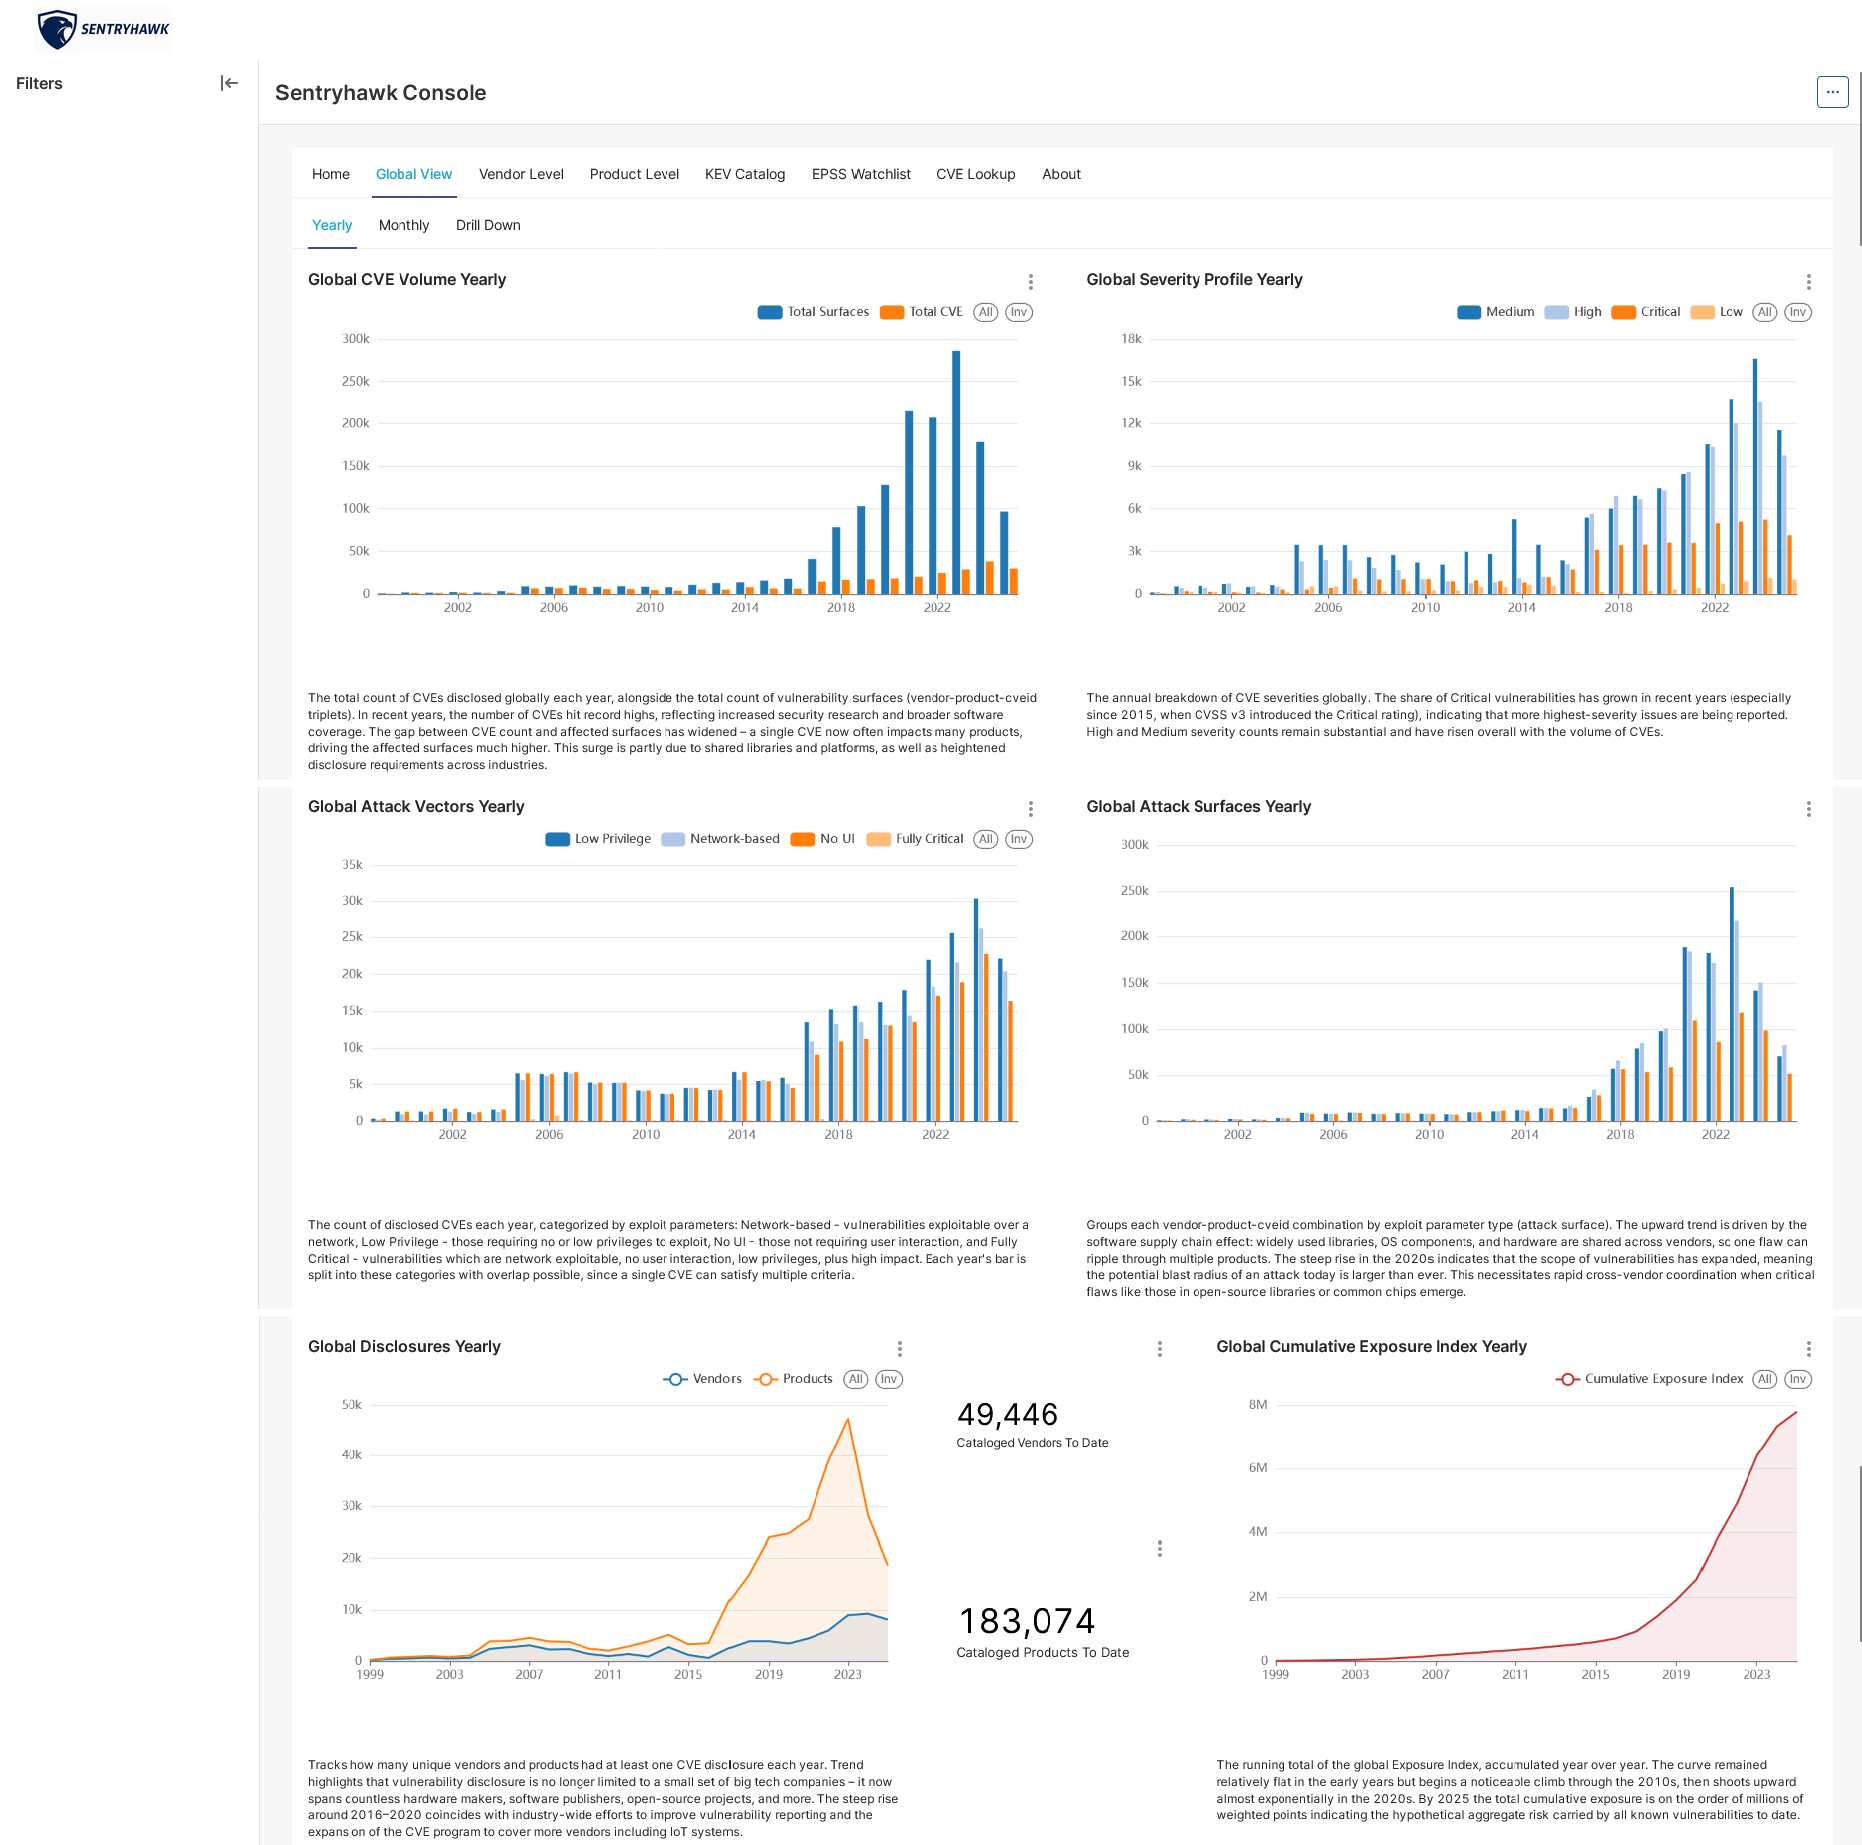 SENTRYHAWK
Filters
Sentryhawk Console
Home Global View Vendor Level Product Level KEV Catalog EPSS Watchlist CVE Lookup About
Yearly Monthly Drill Down
Global CVE Volume Yearly
Total Surfaces Total CVE All Inv
300k
250k
200k
150k
100k
50k
0
2002 2006 2010 2014 2018 2022
The total count of CVEs disclosed globally each year, alongside the total count of vulnerability surfaces (vendor-product-cveid
triplets). In recent years, the number of CVEs hit record highs, reflecting increased security research and broader software
coverage. The gap between CVE count and affected surfaces has widened – a single CVE now often impacts many products,
driving the affected surfaces much higher. This surge is partly due to shared libraries and platforms, as well as heightened
disclosure requirements across industries.
Global Severity Profile Yearly
Medium High Critical Low All Inv
18k
15k
12k
9k
6k
3k
0
2002 2006 2010 2014 2018 2022
The annual breakdown of CVE severities globally. The share of Critical vulnerabilities has grown in recent years (especially
since 2015, when CVSS v3 introduced the Critical rating), indicating that more highest-severity issues are being reported.
High and Medium severity counts remain substantial and have risen overall with the volume of CVEs.
Global Attack Vectors Yearly
Low Privilege Network-based No UI Fully Critical All Inv
35k
30k
25k
20k
15k
10k
5k
0
2002 2006 2010 2014 2018 2022
The count of disclosed CVEs each year, categorized by exploit parameters: Network-based - vulnerabilities exploitable over a
network, Low Privilege - those requiring no or low privileges to exploit, No UI - those not requiring user interaction, and Fully
Critical - vulnerabilities which are network exploitable, no user interaction, low privileges, plus high impact. Each year's bar is
split into these categories with overlap possible, since a single CVE can satisfy multiple criteria.
Global Attack Surfaces Yearly
300k
250k
200k
150k
100k
50k
0
2002 2006 2010 2014 2018 2022
Groups each vendor-product-cveid combination by exploit parameter type (attack surface). The upward trend is driven by the
software supply chain effect: widely used libraries, OS components, and hardware are shared across vendors, so one flaw can
ripple through multiple products. The steep rise in the 2020s indicates that the scope of vulnerabilities has expanded, meaning
the potential blast radius of an attack today is larger than ever. This necessitates rapid cross-vendor coordination when critical
flaws like those in open-source libraries or common chips emerge.
Global Disclosures Yearly
Vendors Products All Inv
50k
40k
30k
20k
10k
0
1999 2003 2007 2011 2015 2019 2023
Tracks how many unique vendors and products had at least one CVE disclosure each year. Trend
highlights that vulnerability disclosure is no longer limited to a small set of big tech companies – it now
spans countless hardware makers, software publishers, open-source projects, and more. The steep rise
around 2016–2020 coincides with industry-wide efforts to improve vulnerability reporting and the
expansion of the CVE program to cover more vendors including IoT systems.
49,446
Cataloged Vendors To Date
183,074
Cataloged Products To Date
Global Cumulative Exposure Index Yearly
Cumulative Exposure Index All Inv
8M
6M
4M
2M
0
1999 2003 2007 2011 2015 2019 2023
The running total of the global Exposure Index, accumulated year over year. The curve remained
relatively flat in the early years but begins a noticeable climb through the 2010s, then shoots upward
almost exponentially in the 2020s. By 2025 the total cumulative exposure is on the order of millions of
weighted points indicating the hypothetical aggregate risk carried by all known vulnerabilities to date.